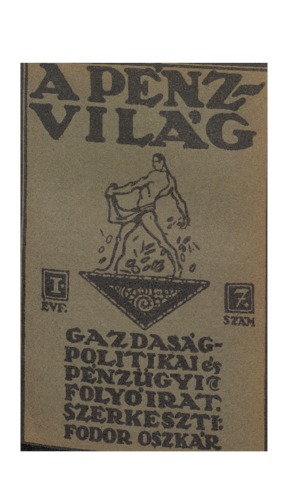 A PÉNZ-
VILÁG
I.
ÉVF.
7.
SZÁM
GAZDASÁG-
POLITIKAI és
PÉNZÜGYI
FOLYÓIRAT.
SZERKESZTI:
FODOR OSZKÁR